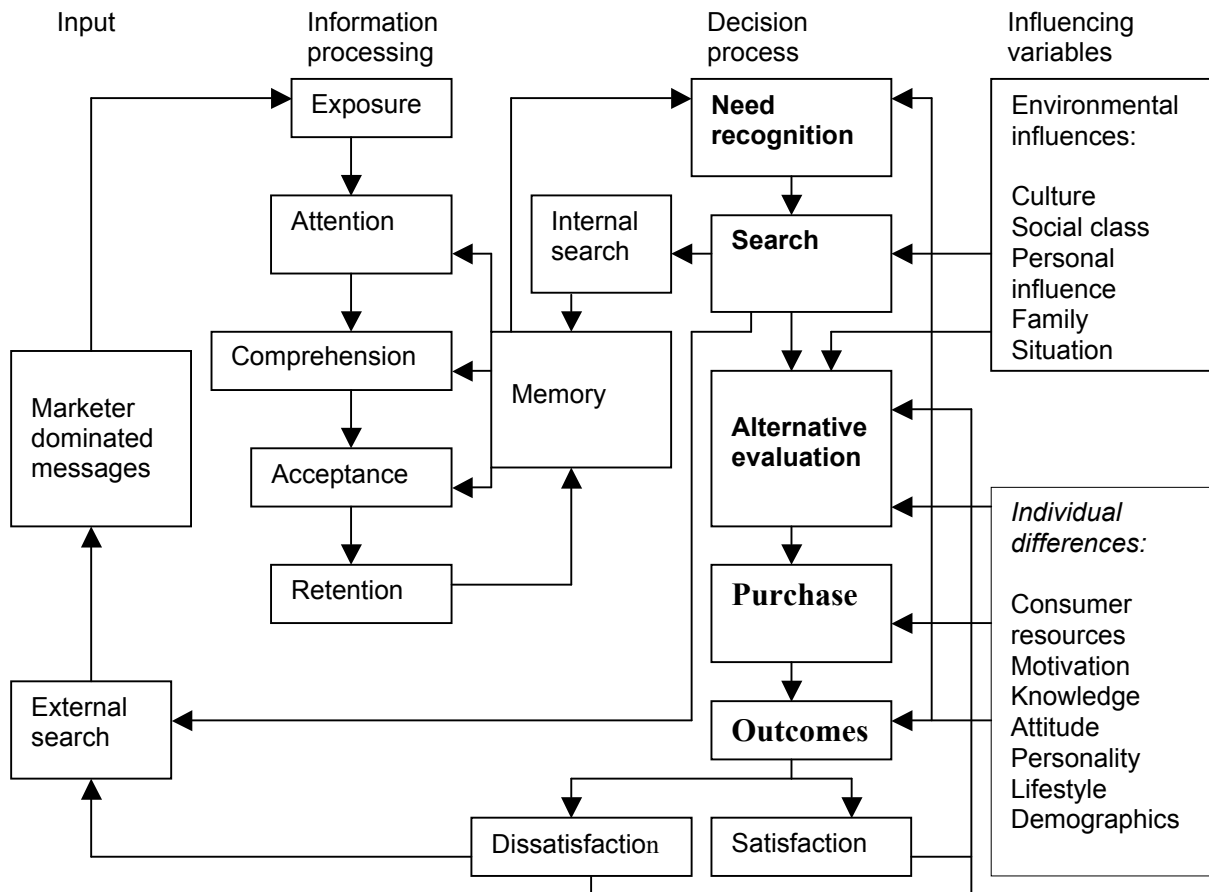 Input
Information
processing
Decision
process
Influencing
variables
Exposure
Attention
Comprehension
Acceptance
Retention
Marketer
dominated
messages
External
search
Internal
search
Memory
Need
recognition
Search
Alternative
evaluation
Purchase
Outcomes
Dissatisfaction
Satisfaction
Environmental
influences:
Culture
Social class
Personal
influence
Family
Situation
Individual
differences:
Consumer
resources
Motivation
Knowledge
Attitude
Personality
Lifestyle
Demographics